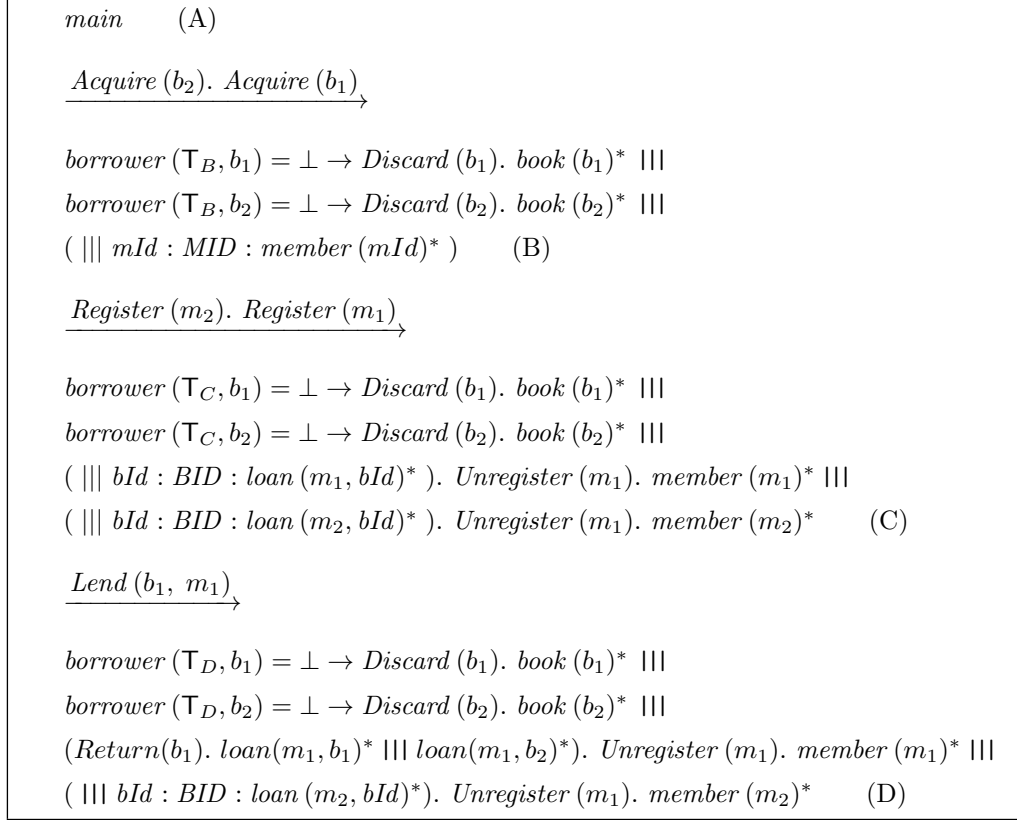 main (A)
Acquire (b₂). Acquire (b₁)
borrower (T_B, b₁) = ⊥ → Discard (b₁). book (b₁)* |||
borrower (T_B, b₂) = ⊥ → Discard (b₂). book (b₂)* |||
( ||| mId : MID : member (mId)* ) (B)
Register (m₂). Register (m₁)
borrower (T_C, b₁) = ⊥ → Discard (b₁). book (b₁)* |||
borrower (T_C, b₂) = ⊥ → Discard (b₂). book (b₂)* |||
( ||| bId : BID : loan (m₁, bId)* ). Unregister (m₁). member (m₁)* |||
( ||| bId : BID : loan (m₂, bId)* ). Unregister (m₁). member (m₂)* (C)
Lend (b₁, m₁)
borrower (T_D, b₁) = ⊥ → Discard (b₁). book (b₁)* |||
borrower (T_D, b₂) = ⊥ → Discard (b₂). book (b₂)* |||
(Return(b₁). loan(m₁, b₁)* ||| loan(m₁, b₂)*). Unregister (m₁). member (m₁)* |||
( ||| bId : BID : loan (m₂, bId)*). Unregister (m₁). member (m₂)* (D)